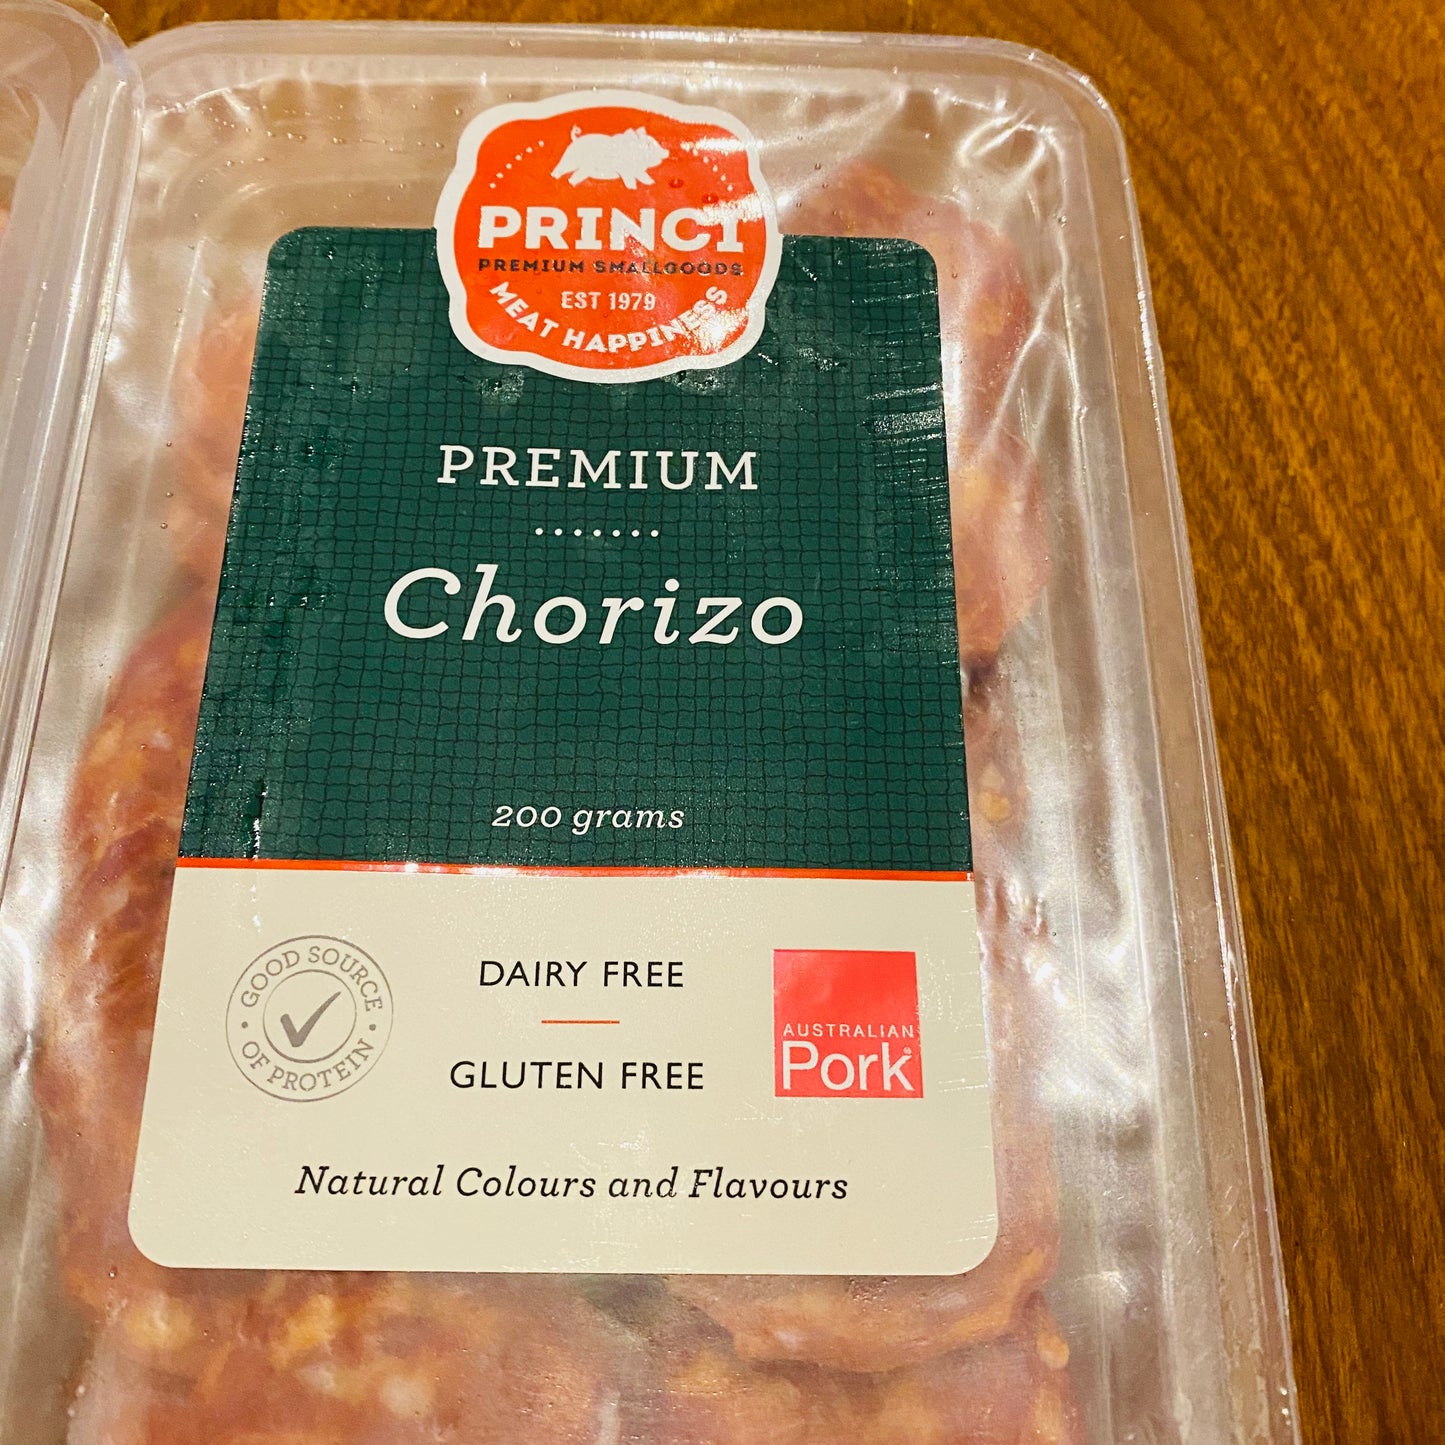 PRINCI
PREMIUM SMALLGOODS
EST 1979
MEAT HAPPINESS
PREMIUM
Chorizo
200 grams
GOOD SOURCE
OF PROTEIN
DAIRY FREE
GLUTEN FREE
AUSTRALIAN
Pork®
Natural Colours and Flavours